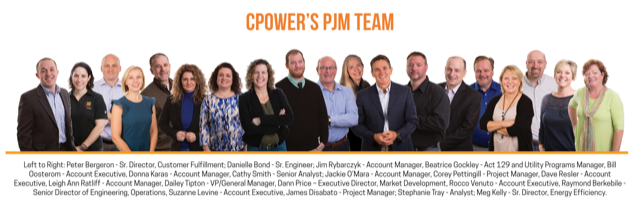 CPOWER'S PJM TEAM
Left to Right: Peter Bergeron - Sr. Director, Customer Fulfillment; Danielle Bond - Sr. Engineer; Jim Rybarczyk - Account Manager, Beatrice Gockley - Act 129 and Utility Programs Manager, Bill
Oosterom - Account Executive, Donna Karas - Account Manager, Cathy Smith - Senior Analyst; Jackie O'Mara - Account Manager, Corey Pettingill - Project Manager, Dave Resler - Account
Executive, Leigh Ann Ratliff - Account Manager, Dailey Tipton - VP/General Manager, Dann Price – Executive Director, Market Development, Rocco Venuto - Account Executive, Raymond Berkebile -
Senior Director of Engineering, Operations, Suzanne Levine - Account Executive, James Disabato - Project Manager; Stephanie Tray - Analyst; Meg Kelly - Sr. Director, Energy Efficiency.